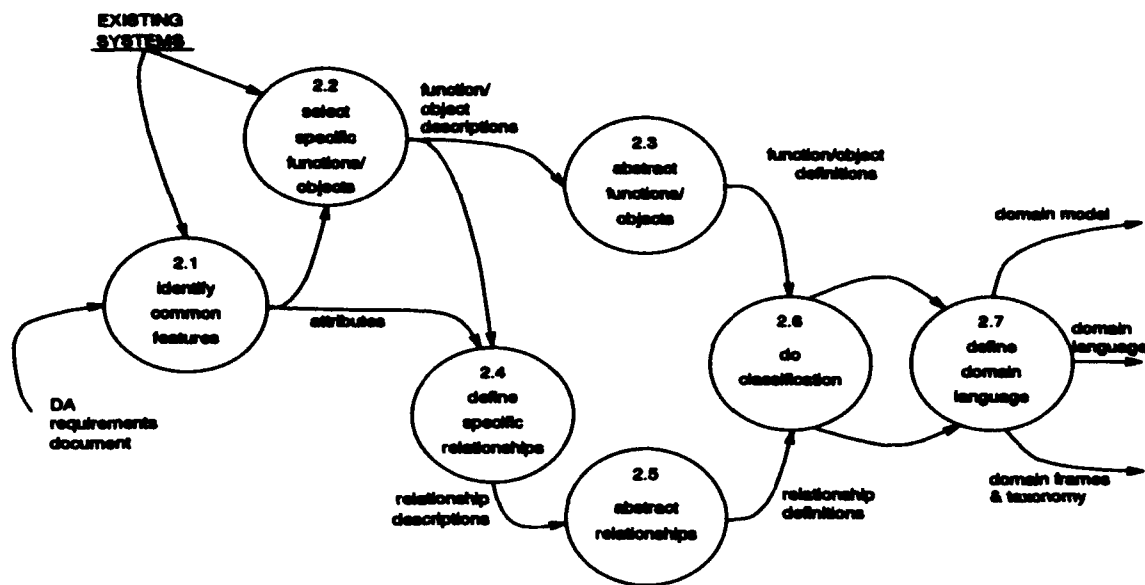 EXISTING
SYSTEMS
2.2
select
specific
functions/
objects
function/
object
descriptions
2.3
abstract
functions/
objects
function/object
definitions
domain model
2.1
identify
common
features
attributes
2.6
do
classification
2.7
define
domain
language
domain
language
2.4
define
specific
relationships
DA
requirements
document
relationship
descriptions
2.5
abstract
relationships
relationship
definitions
domain frames
& taxonomy